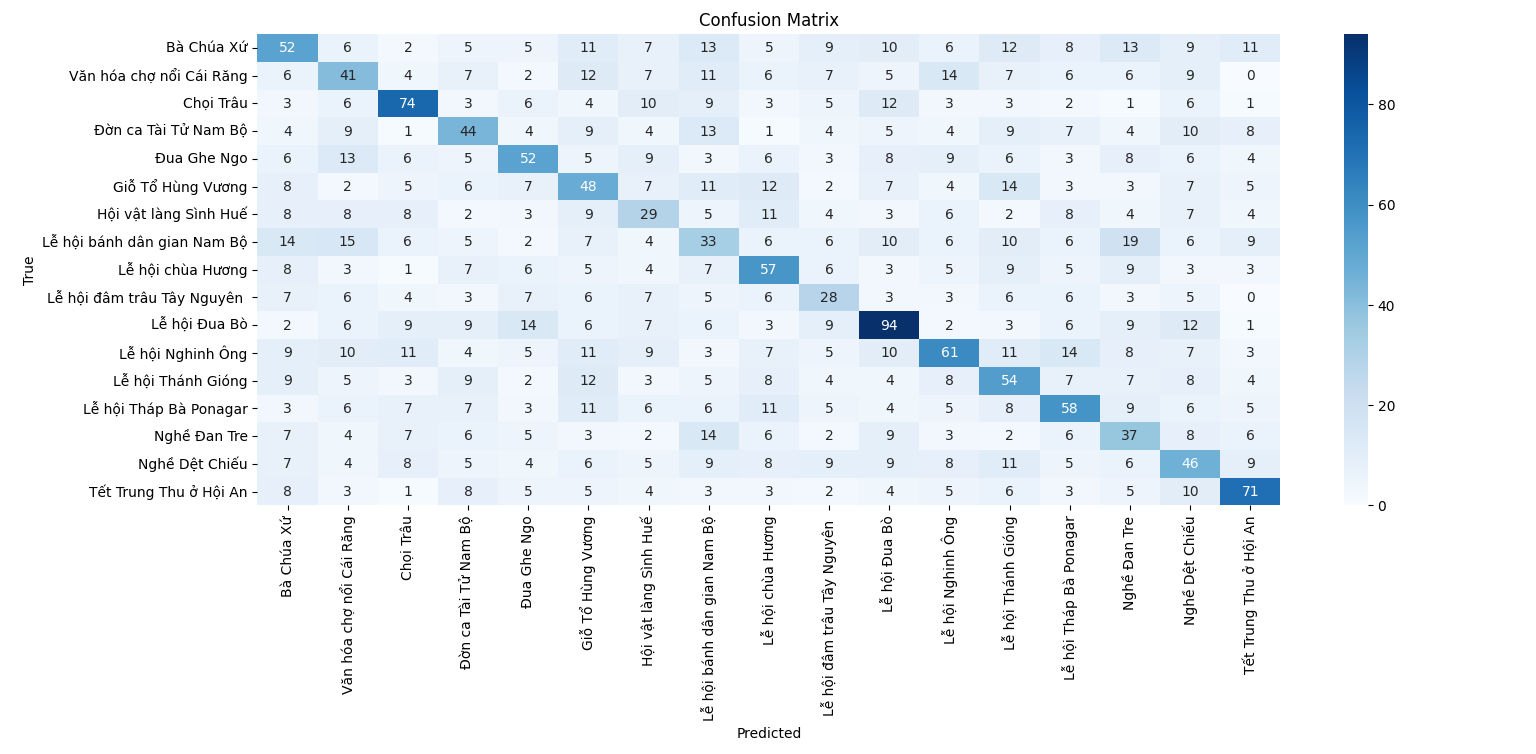 Confusion Matrix
Bà Chúa Xứ 52 6 2 5 5 11 7 13 5 9 10 6 12 8 13 9 11
Văn hóa chợ nổi Cái Răng 6 41 4 7 2 12 7 11 6 7 5 14 7 6 6 9 0
Chọi Trâu 3 6 74 3 6 4 10 9 3 5 12 3 3 2 1 6 1
Đờn ca Tài Tử Nam Bộ 4 9 1 44 4 9 4 13 1 4 5 4 9 7 4 10 8
Đua Ghe Ngo 6 13 6 5 52 5 9 3 6 3 8 9 6 3 8 6 4
Giỗ Tổ Hùng Vương 8 2 5 6 7 48 7 11 12 2 7 4 14 3 3 7 5
Hội vật làng Sình Huế 8 8 8 2 3 9 29 5 11 4 3 6 2 8 4 7 4
Lễ hội bánh dân gian Nam Bộ 14 15 6 5 2 7 4 33 6 6 10 6 10 6 19 6 9
Lễ hội chùa Hương 8 3 1 7 6 5 4 7 57 6 3 5 9 5 9 3 3
Lễ hội đâm trâu Tây Nguyên 7 6 4 3 7 6 7 5 6 28 3 3 6 6 3 5 0
Lễ hội Đua Bò 2 6 9 9 14 6 7 6 3 9 94 2 3 6 9 12 1
Lễ hội Nghinh Ông 9 10 11 4 5 11 9 3 7 5 10 61 11 14 8 7 3
Lễ hội Thánh Gióng 9 5 3 9 2 12 3 5 8 4 4 8 54 7 7 8 4
Lễ hội Tháp Bà Ponagar 3 6 7 7 3 11 6 6 11 5 4 5 8 58 9 6 5
Nghề Đan Tre 7 4 7 6 5 3 2 14 6 2 9 3 2 6 37 8 6
Nghề Dệt Chiếu 7 4 8 5 4 6 5 9 8 9 9 8 11 5 6 46 9
Tết Trung Thu ở Hội An 8 3 1 8 5 5 4 3 3 2 4 5 6 3 5 10 71
True
Bà Chúa Xứ
Văn hóa chợ nổi Cái Răng
Chọi Trâu
Đờn ca Tài Tử Nam Bộ
Đua Ghe Ngo
Giỗ Tổ Hùng Vương
Hội vật làng Sình Huế
Lễ hội bánh dân gian Nam Bộ
Lễ hội chùa Hương
Lễ hội đâm trâu Tây Nguyên
Lễ hội Đua Bò
Lễ hội Nghinh Ông
Lễ hội Thánh Gióng
Lễ hội Tháp Bà Ponagar
Nghề Đan Tre
Nghề Dệt Chiếu
Tết Trung Thu ở Hội An
Predicted
80
60
40
20
0